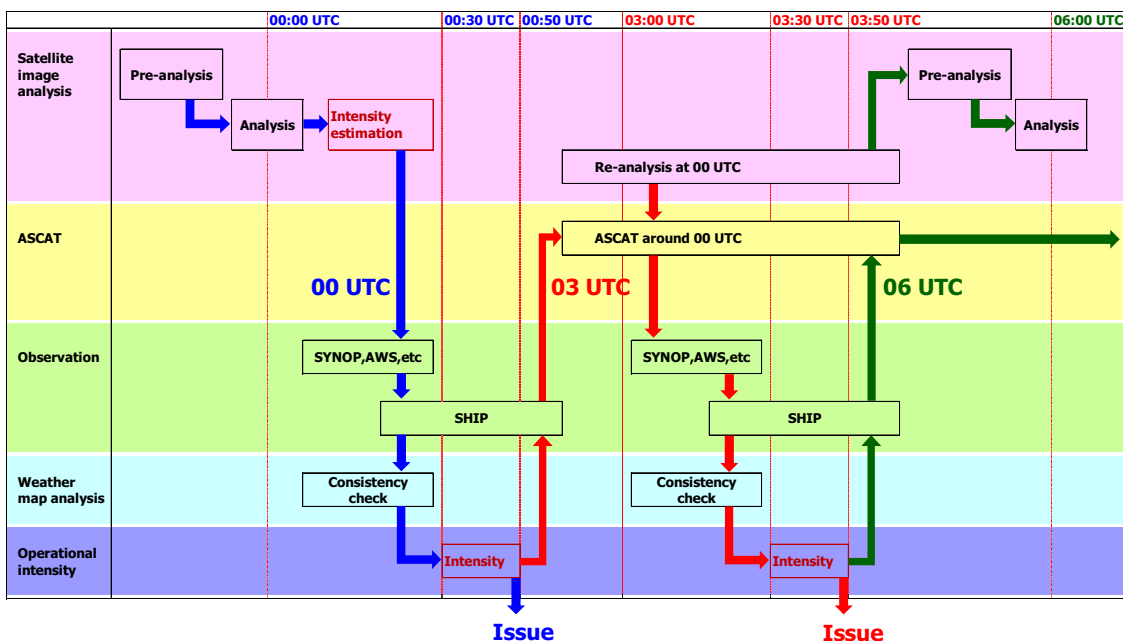 00:00 UTC
00:30 UTC
00:50 UTC
03:00 UTC
03:30 UTC
03:50 UTC
06:00 UTC
Satellite
image
analysis
Pre-analysis
Analysis
Intensity
estimation
Re-analysis at 00 UTC
Pre-analysis
Analysis
ASCAT
ASCAT around 00 UTC
00 UTC
03 UTC
06 UTC
Observation
SYNOP,AWS,etc
SHIP
SYNOP,AWS,etc
SHIP
Weather
map analysis
Consistency
check
Consistency
check
Operational
intensity
Intensity
Intensity
Issue
Issue